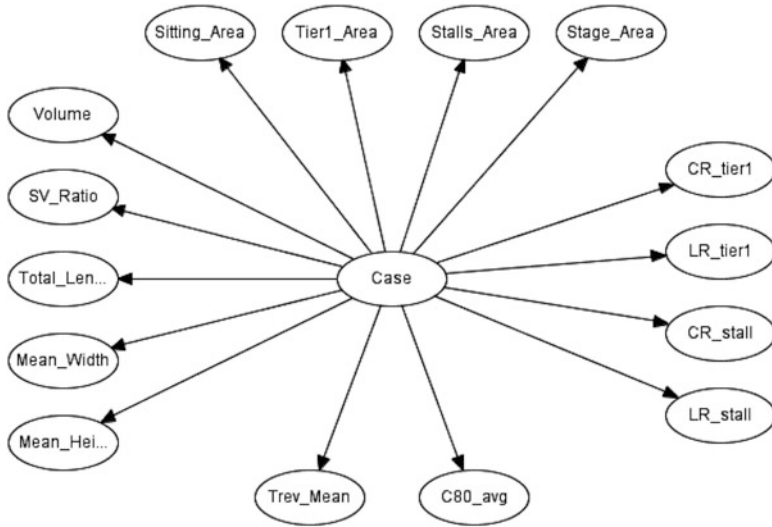 Sitting_Area
Tier1_Area
Stalls_Area
Stage_Area
Volume
CR_tier1
SV_Ratio
LR_tier1
Total_Len...
Case
CR_stall
Mean_Width
LR_stall
Mean_Hei...
Trev_Mean
C80_avg